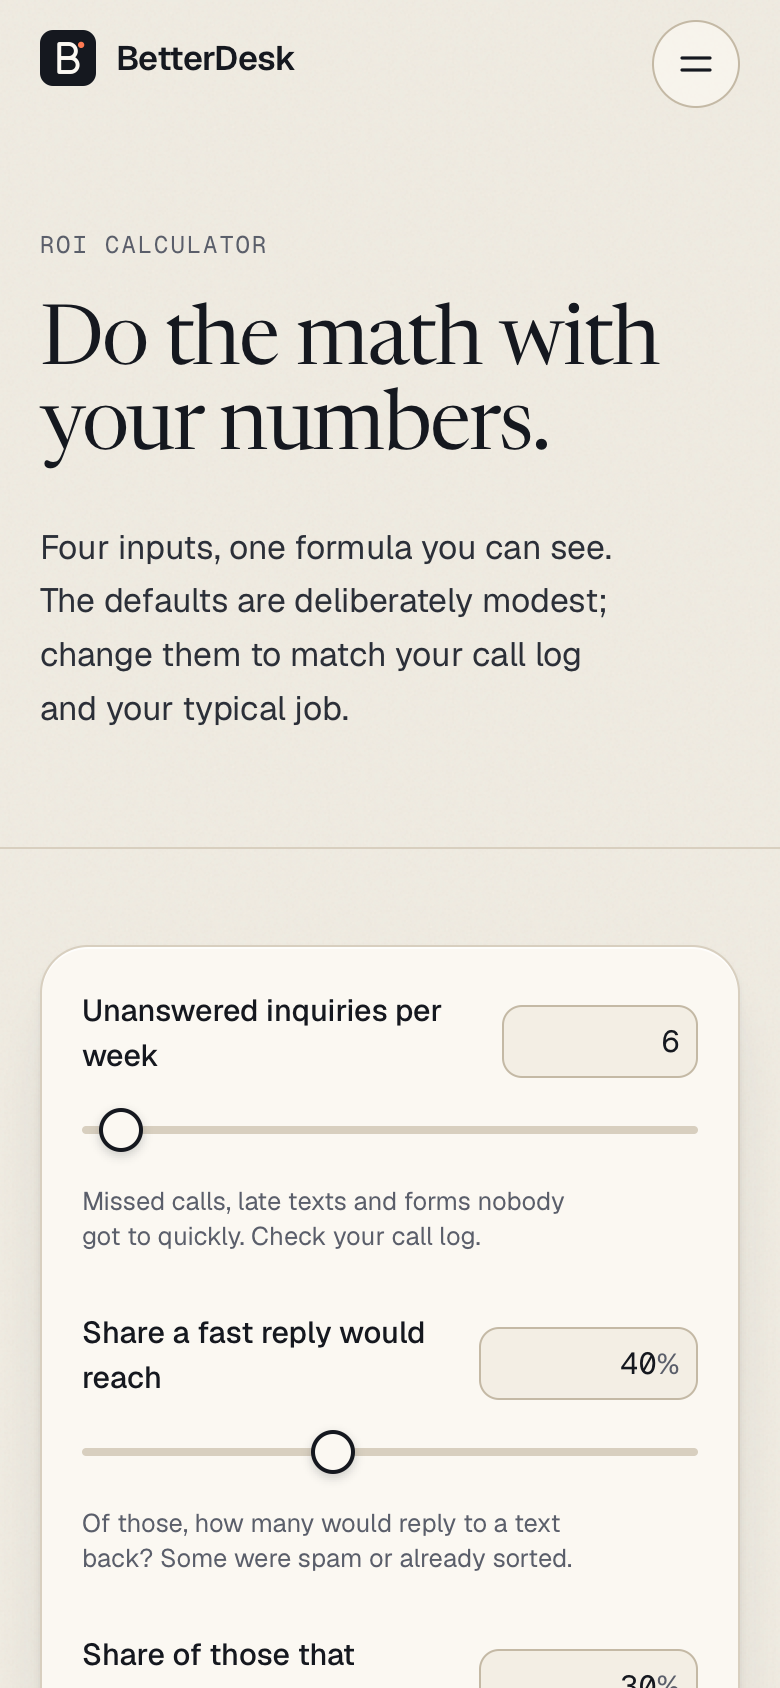 BetterDesk
ROI CALCULATOR
Do the math with
your numbers.
Four inputs, one formula you can see.
The defaults are deliberately modest;
change them to match your call log
and your typical job.
Unanswered inquiries per
week
6
Missed calls, late texts and forms nobody
got to quickly. Check your call log.
Share a fast reply would
reach
40%
Of those, how many would reply to a text
back? Some were spam or already sorted.
Share of those that
30%